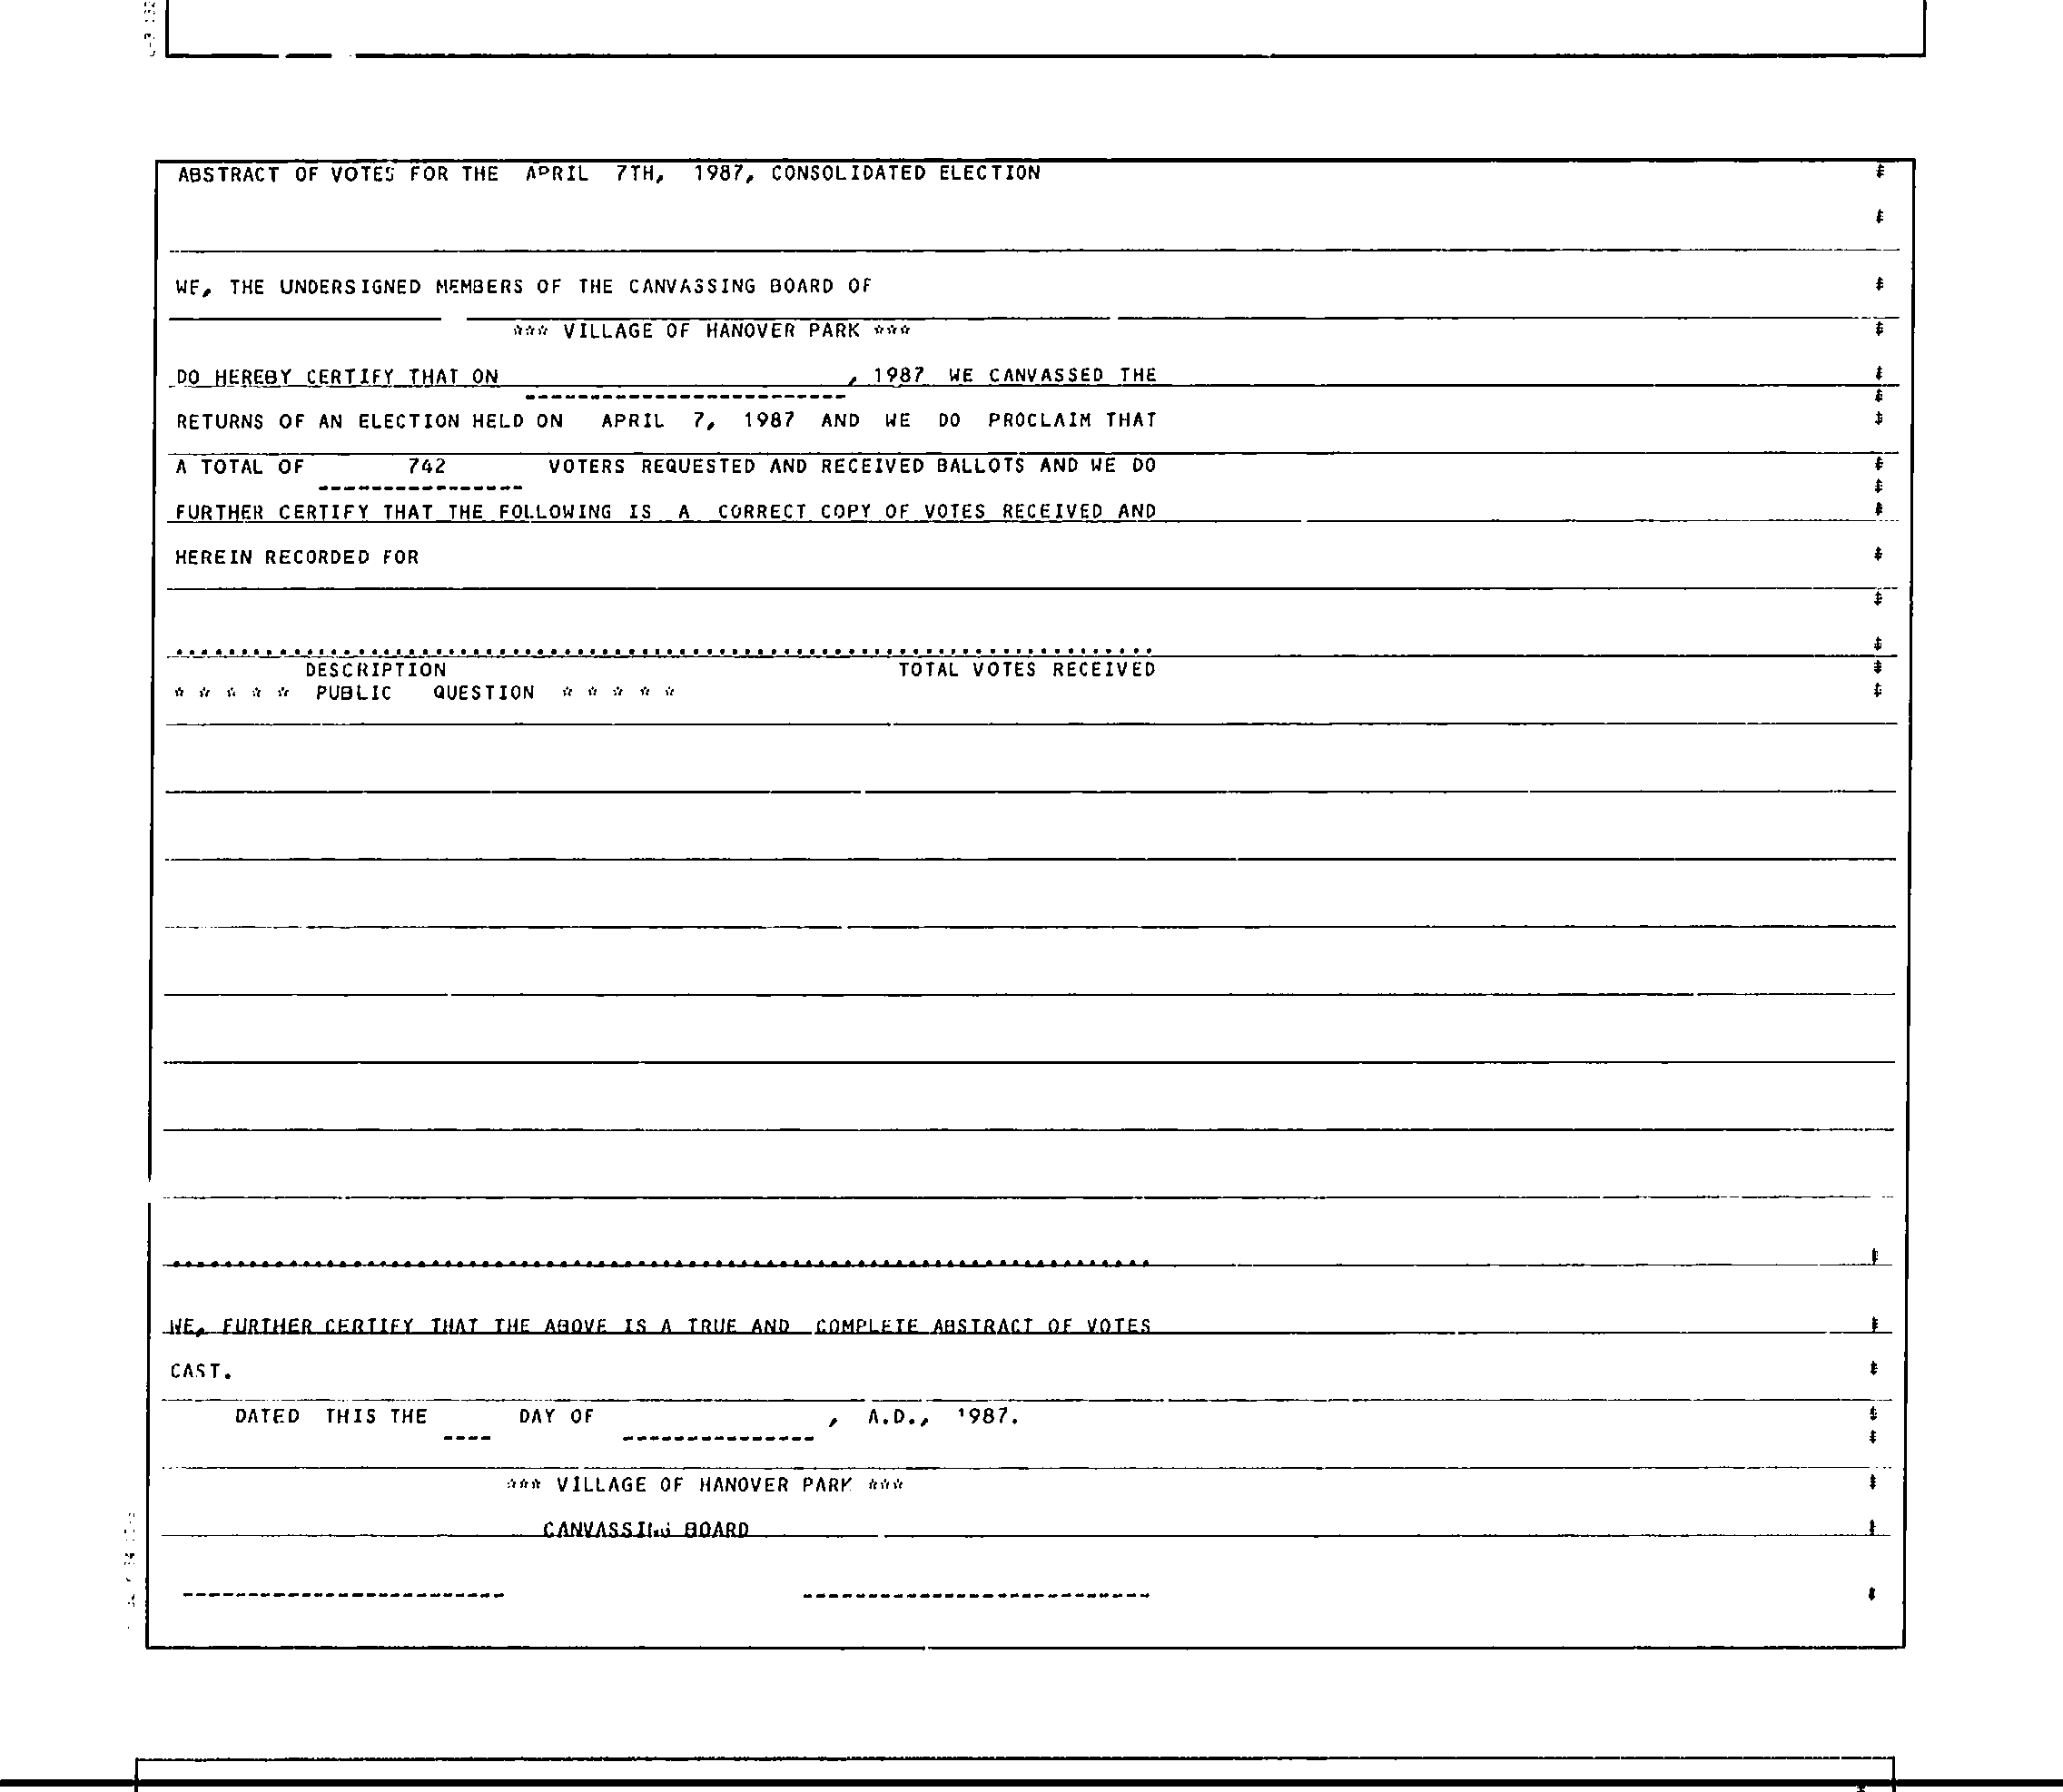 ABSTRACT OF VOTES FOR THE APRIL 7TH, 1987, CONSOLIDATED ELECTION
WE, THE UNDERSIGNED MEMBERS OF THE CANVASSING BOARD OF
*** VILLAGE OF HANOVER PARK ***
DO HEREBY CERTIFY THAT ON , 1987 WE CANVASSED THE
RETURNS OF AN ELECTION HELD ON APRIL 7, 1987 AND WE DO PROCLAIM THAT
A TOTAL OF 742 VOTERS REQUESTED AND RECEIVED BALLOTS AND WE DO
FURTHER CERTIFY THAT THE FOLLOWING IS A CORRECT COPY OF VOTES RECEIVED AND
HEREIN RECORDED FOR
DESCRIPTION TOTAL VOTES RECEIVED
* * * * * PUBLIC QUESTION * * * * *
WE, FURTHER CERTIFY THAT THE ABOVE IS A TRUE AND COMPLETE ABSTRACT OF VOTES
CAST.
DATED THIS THE ---- DAY OF --------------- , A.D., 1987.
*** VILLAGE OF HANOVER PARK ***
CANVASSING BOARD